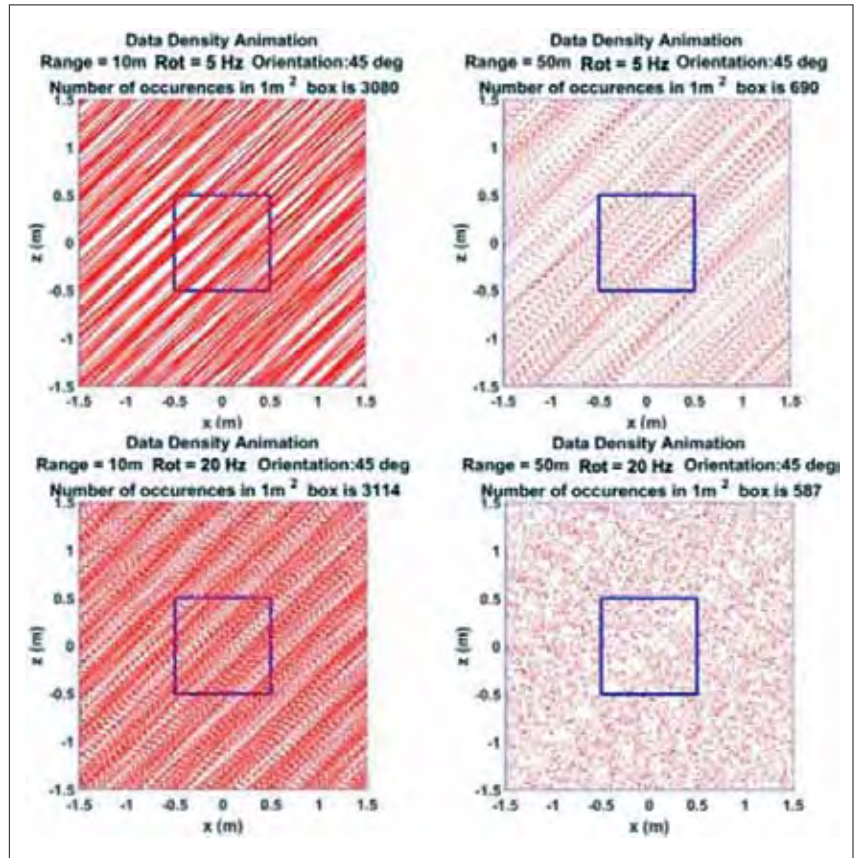 Data Density Animation
Range = 10m Rot = 5 Hz Orientation:45 deg
Number of occurences in 1m 2 box is 3080
1.5
1
0.5
0
-0.5
-1
-1.5
z (m)
-1.5 -1 -0.5 0 0.5 1 1.5
x (m)
Data Density Animation
Range = 50m Rot = 5 Hz Orientation:45 deg
Number of occurences in 1m 2 box is 690
1.5
1
0.5
0
-0.5
-1
-1.5
z (m)
-1.5 -1 -0.5 0 0.5 1 1.5
x (m)
Data Density Animation
Range = 10m Rot = 20 Hz Orientation:45 deg
Number of occurences in 1m 2 box is 3114
1.5
1
0.5
0
-0.5
-1
-1.5
z (m)
-1.5 -1 -0.5 0 0.5 1 1.5
x (m)
Data Density Animation
Range = 50m Rot = 20 Hz Orientation:45 deg
Number of occurences in 1m 2 box is 587
1.5
1
0.5
0
-0.5
-1
-1.5
z (m)
-1.5 -1 -0.5 0 0.5 1 1.5
x (m)